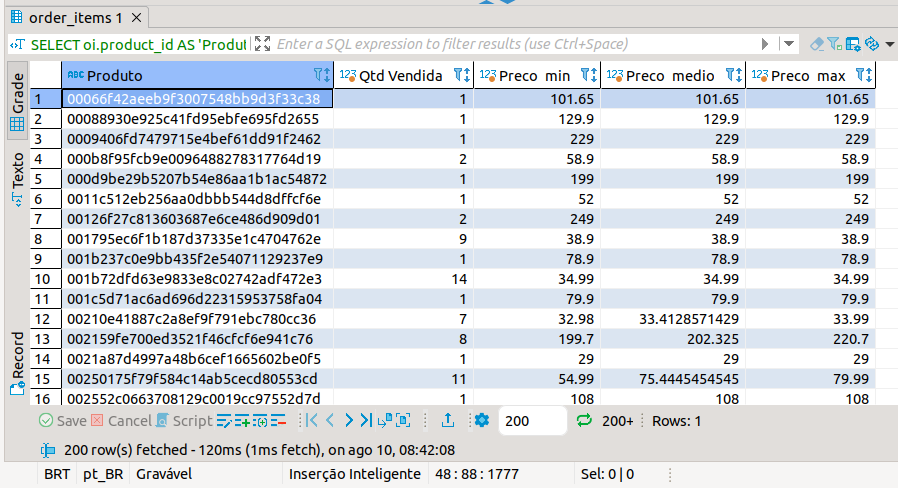 order_items 1
SELECT oi.product_id AS 'Produt Enter a SQL expression to filter results (use Ctrl+Space)
Grade
Texto
Record
ABC Produto 123 Qtd Vendida 123 Preco_min 123 Preco_medio 123 Preco_max
1 00066f42aeeb9f3007548bb9d3f33c38 1 101.65 101.65 101.65
2 00088930e925c41fd95ebfe695fd2655 1 129.9 129.9 129.9
3 0009406fd7479715e4bef61dd91f2462 1 229 229 229
4 000b8f95fcb9e0096488278317764d19 2 58.9 58.9 58.9
5 000d9be29b5207b54e86aa1b1ac54872 1 199 199 199
6 0011c512eb256aa0dbbb544d8dffcf6e 1 52 52 52
7 00126f27c813603687e6ce486d909d01 2 249 249 249
8 001795ec6f1b187d37335e1c4704762e 9 38.9 38.9 38.9
9 001b237c0e9bb435f2e54071129237e9 1 78.9 78.9 78.9
10 001b72dfd63e9833e8c02742adf472e3 14 34.99 34.99 34.99
11 001c5d71ac6ad696d22315953758fa04 1 79.9 79.9 79.9
12 00210e41887c2a8ef9f791ebc780cc36 7 32.98 33.4128571429 33.99
13 002159fe700ed3521f46cfcf6e941c76 8 199.7 202.325 220.7
14 0021a87d4997a48b6cef1665602be0f5 1 29 29 29
15 00250175f79f584c14ab5cecd80553cd 11 54.99 75.4445454545 79.99
16 002552c0663708129c0019cc97552d7d 1 108 108 108
Save Cancel Script 200 200+ Rows: 1
200 row(s) fetched - 120ms (1ms fetch), on ago 10, 08:42:08
BRT pt_BR Gravável Inserção Inteligente 48 : 88 : 1777 Sel: 0 | 0